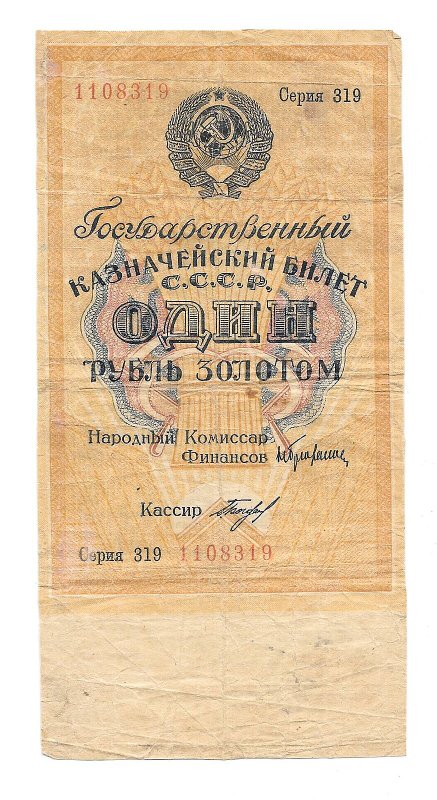 1108319 Серия 319
Государственный
КАЗНАЧЕЙСКИЙ БИЛЕТ
С.С.С.Р.
ОДИН
РУБЛЬ ЗОЛОТОМ
Народный Комиссар
Финансов
Кассир
Серия 319 1108319